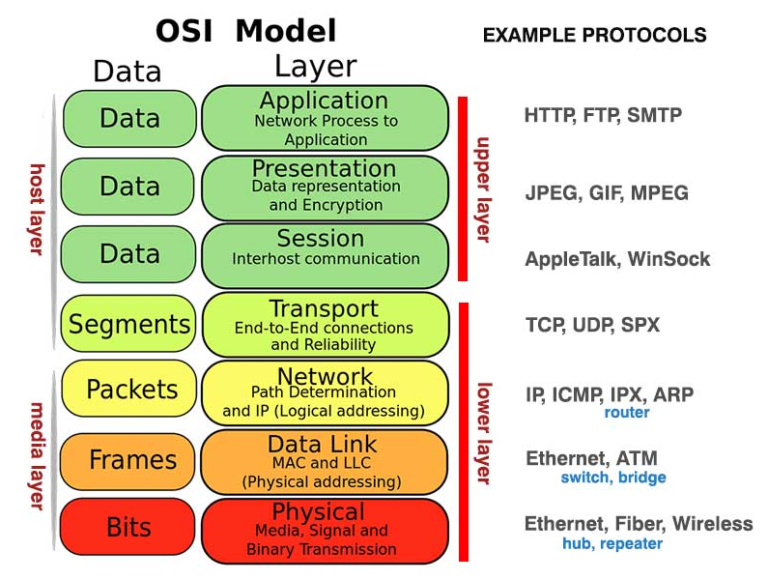 OSI Model
EXAMPLE PROTOCOLS
Data
Layer
Data
Application
Network Process to
Application
HTTP, FTP, SMTP
Data
Presentation
Data representation
and Encryption
JPEG, GIF, MPEG
Data
Session
Interhost communication
AppleTalk, WinSock
Segments
Transport
End-to-End connections
and Reliability
TCP, UDP, SPX
Packets
Network
Path Determination
and IP (Logical addressing)
IP, ICMP, IPX, ARP
router
Frames
Data Link
MAC and LLC
(Physical addressing)
Ethernet, ATM
switch, bridge
Bits
Physical
Media, Signal and
Binary Transmission
Ethernet, Fiber, Wireless
hub, repeater
host layer
media layer
upper layer
lower layer